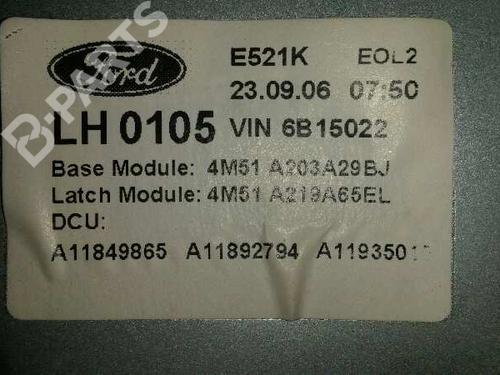 Ford
E521K EOL2
23.09.06 07:50
LH 0105 VIN 6B15022
Base Module: 4M51 A203A29BJ
Latch Module: 4M51 A219A65EL
DCU:
A11849865 A11892794 A1193501
B-PARTS